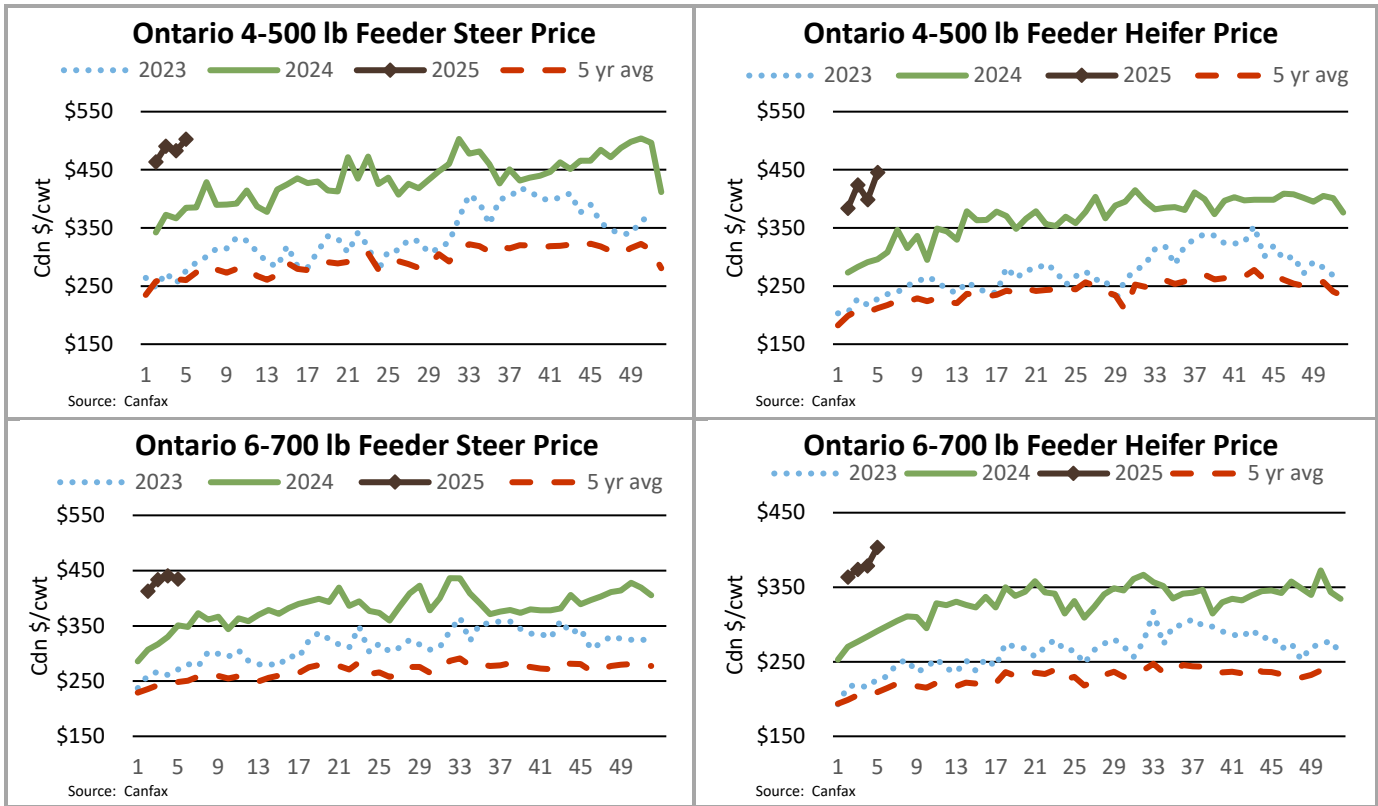 Ontario 4-500 lb Feeder Steer Price
2023 2024 2025 5 yr avg
Cdn $/cwt
$550
$450
$350
$250
$150
1 5 9 13 17 21 25 29 33 37 41 45 49
Source: Canfax
Ontario 4-500 lb Feeder Heifer Price
2023 2024 2025 5 yr avg
Cdn $/cwt
$550
$450
$350
$250
$150
1 5 9 13 17 21 25 29 33 37 41 45 49
Source: Canfax
Ontario 6-700 lb Feeder Steer Price
2023 2024 2025 5 yr avg
Cdn $/cwt
$550
$450
$350
$250
$150
1 5 9 13 17 21 25 29 33 37 41 45 49
Source: Canfax
Ontario 6-700 lb Feeder Heifer Price
2023 2024 2025 5 yr avg
Cdn $/cwt
$450
$350
$250
$150
1 5 9 13 17 21 25 29 33 37 41 45 49
Source: Canfax